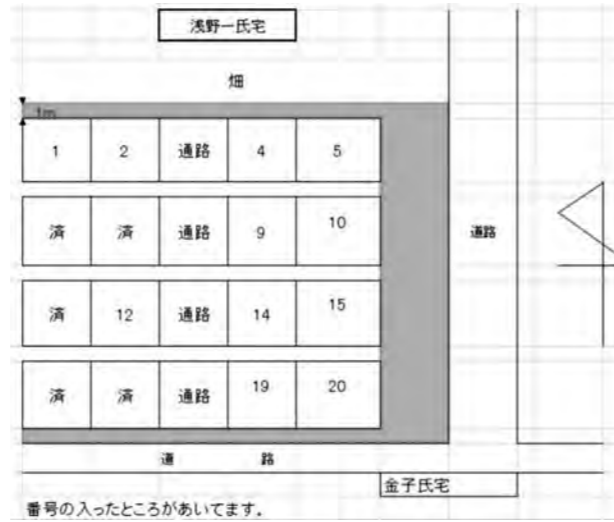 浅野一氏宅
畑
1m
1 2 通路 4 5
済 済 通路 9 10
道路
済 12 通路 14 15
済 済 通路 19 20
道 路
金子氏宅
番号の入ったところがあいてます。